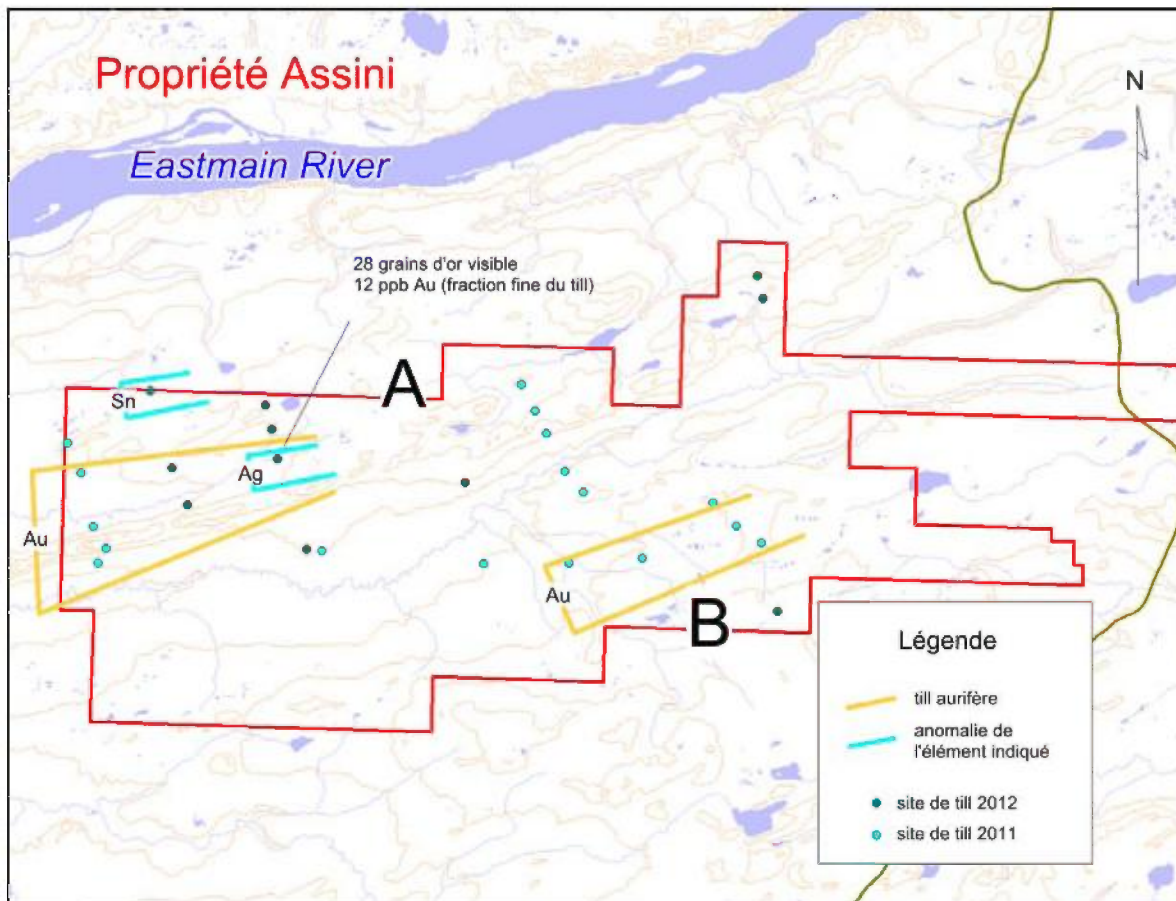 Propriété Assini
N
Eastmain River
28 grains d'or visible
12 ppb Au (fraction fine du till)
A
Sn
Ag
Au
Au
B
Légende
till aurifère
anomalie de
l'élément indiqué
site de till 2012
site de till 2011